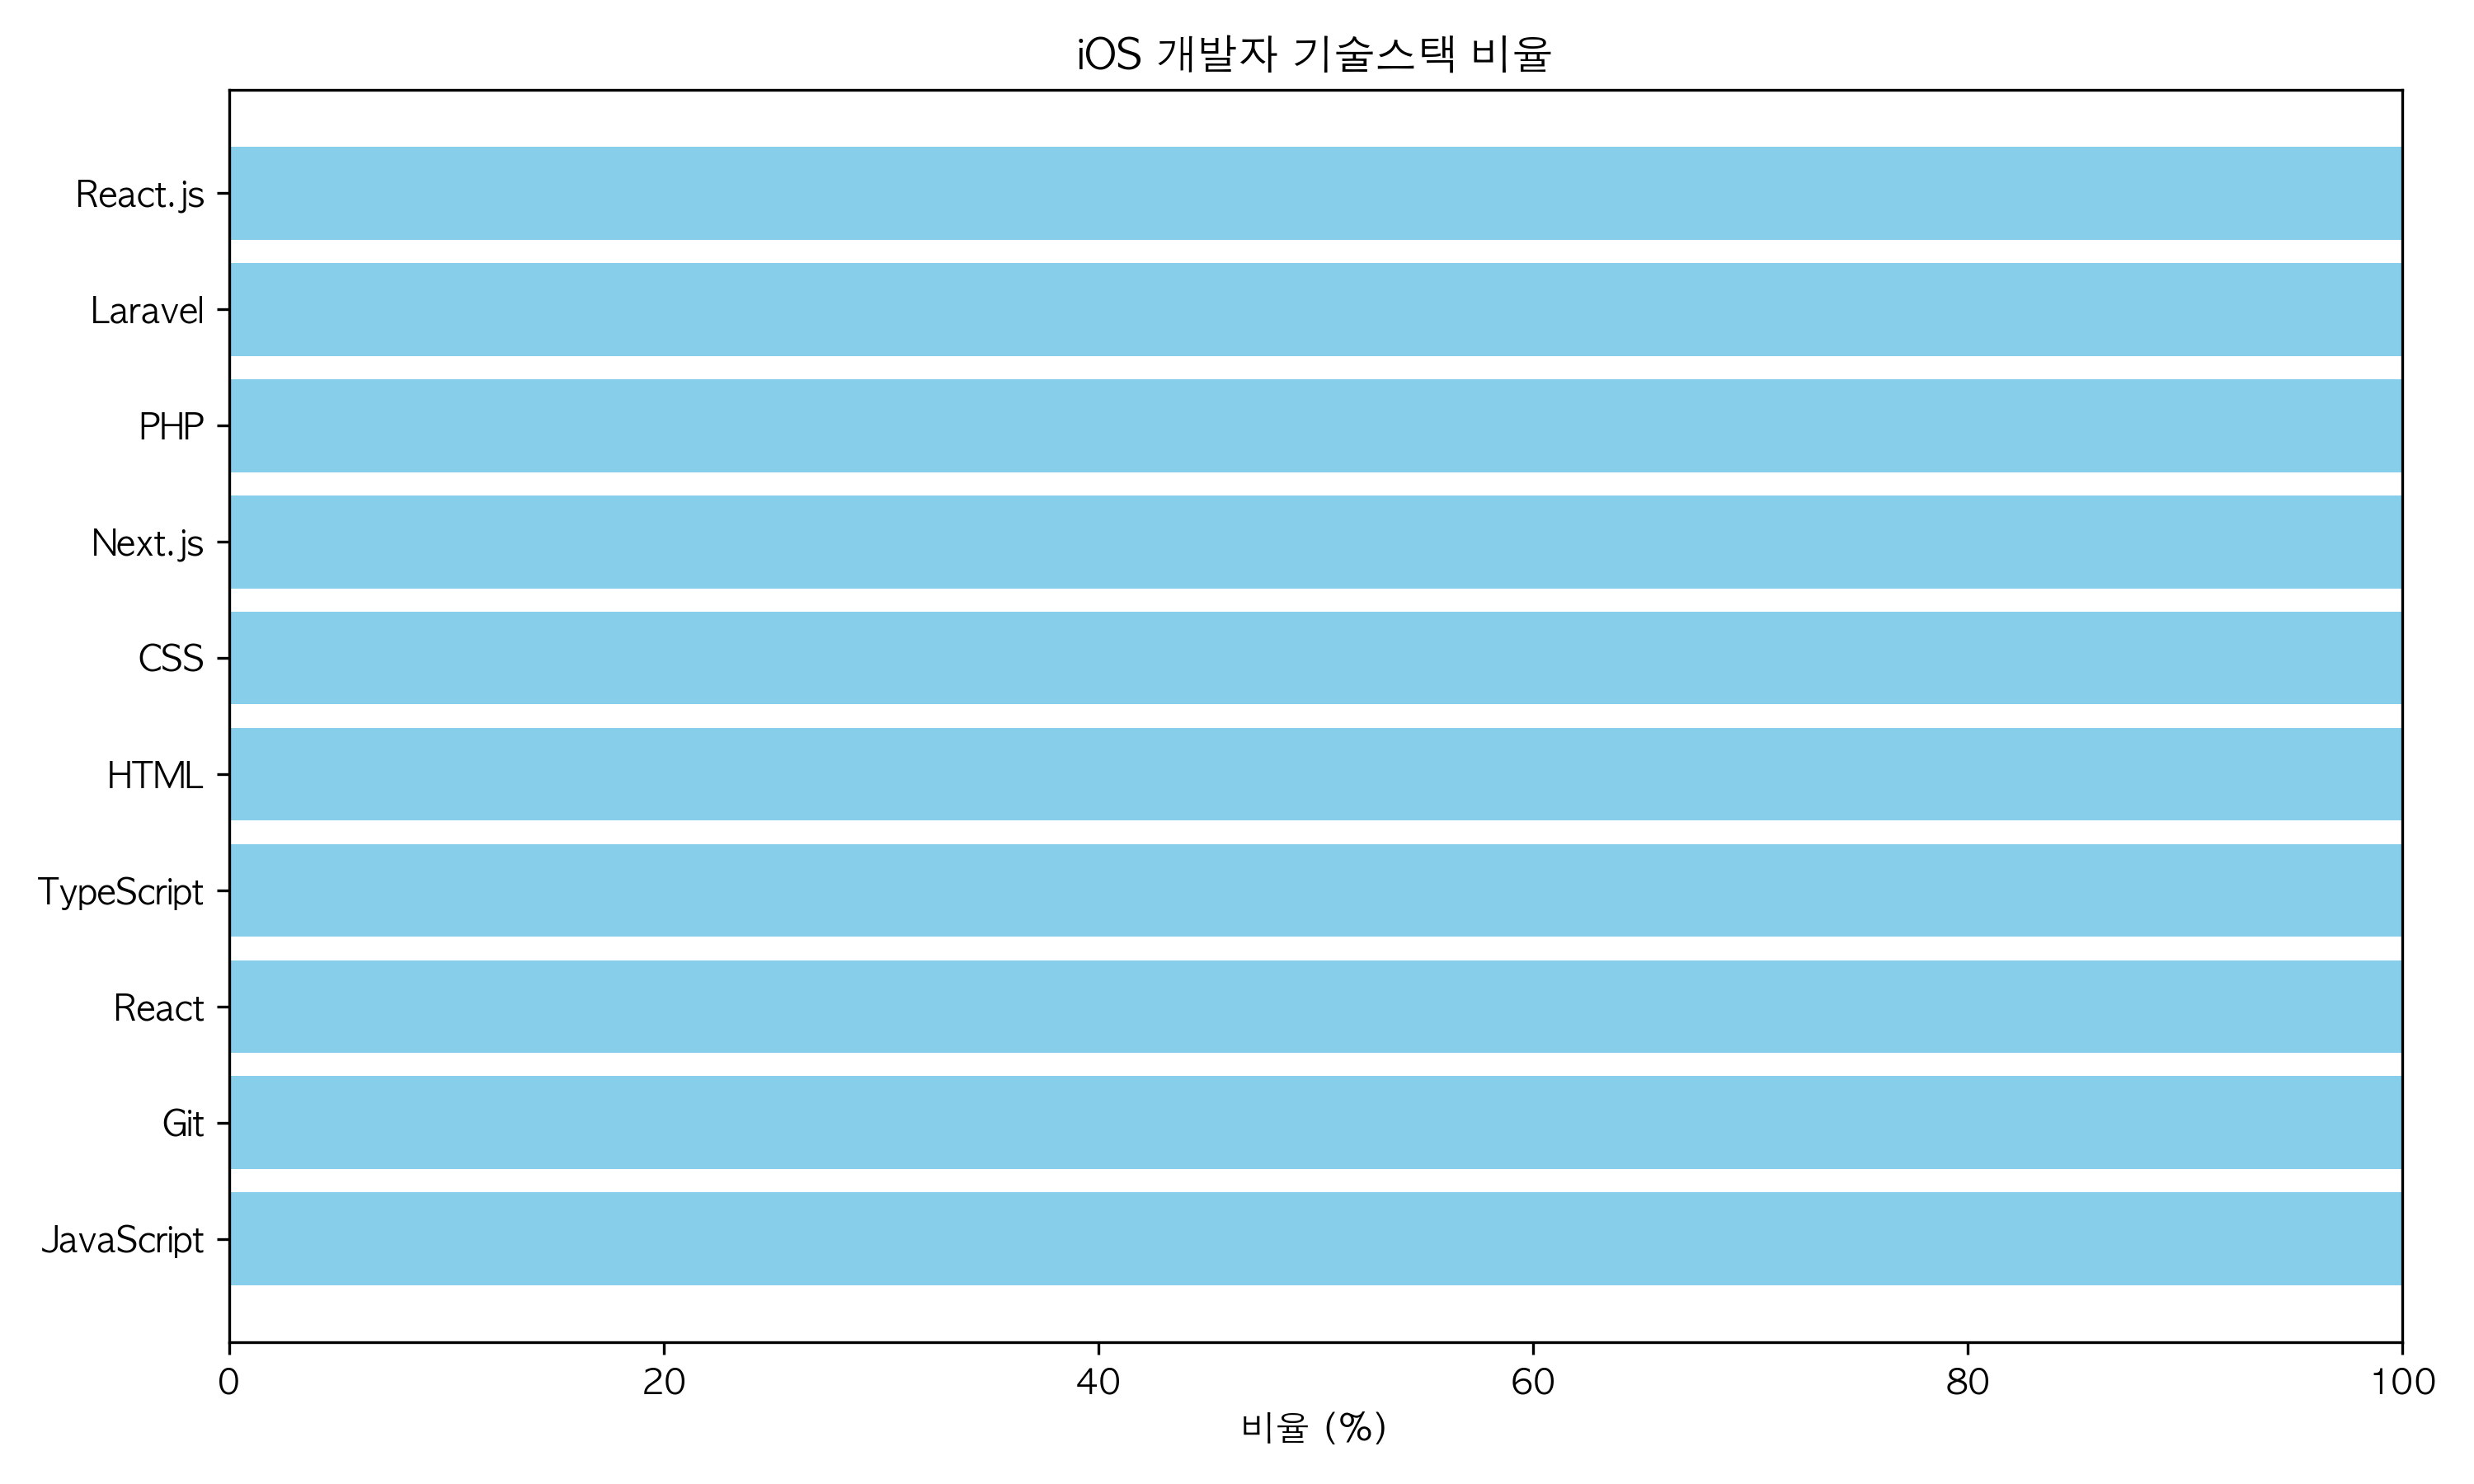 iOS 개발자 기술스택 비율
React.js
Laravel
PHP
Next.js
CSS
HTML
TypeScript
React
Git
JavaScript
0 20 40 60 80 100
비율 (%)